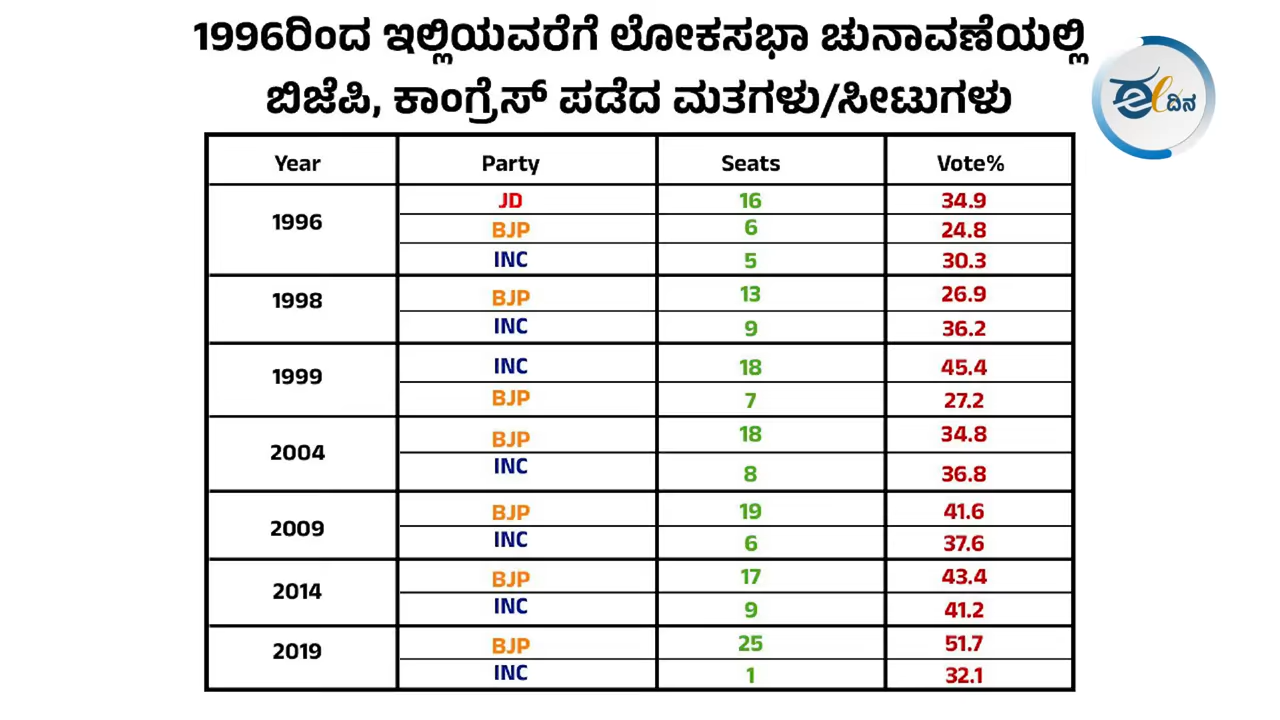 1996ರಿಂದ ಇಲ್ಲಿಯವರೆಗೆ ಲೋಕಸಭಾ ಚುನಾವಣೆಯಲ್ಲಿ
ಬಿಜೆಪಿ, ಕಾಂಗ್ರೆಸ್ ಪಡೆದ ಮತಗಳು/ಸೀಟುಗಳು
ಈ ದಿನ
Year Party Seats Vote%
1996 JD 16 34.9
BJP 6 24.8
INC 5 30.3
1998 BJP 13 26.9
INC 9 36.2
1999 INC 18 45.4
BJP 7 27.2
2004 BJP 18 34.8
INC 8 36.8
2009 BJP 19 41.6
INC 6 37.6
2014 BJP 17 43.4
INC 9 41.2
2019 BJP 25 51.7
INC 1 32.1